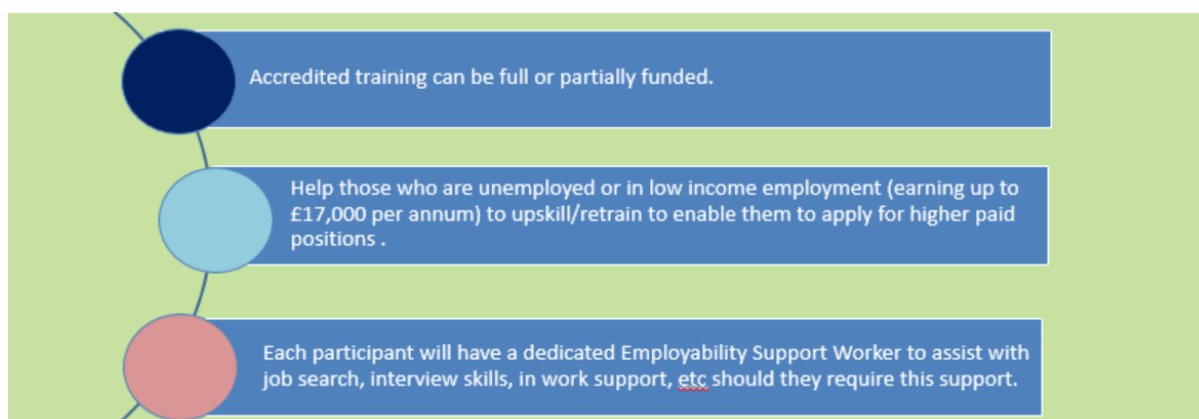 Accredited training can be full or partially funded.
Help those who are unemployed or in low income employment (earning up to
£17,000 per annum) to upskill/retrain to enable them to apply for higher paid
positions .
Each participant will have a dedicated Employability Support Worker to assist with
job search, interview skills, in work support, etc should they require this support.